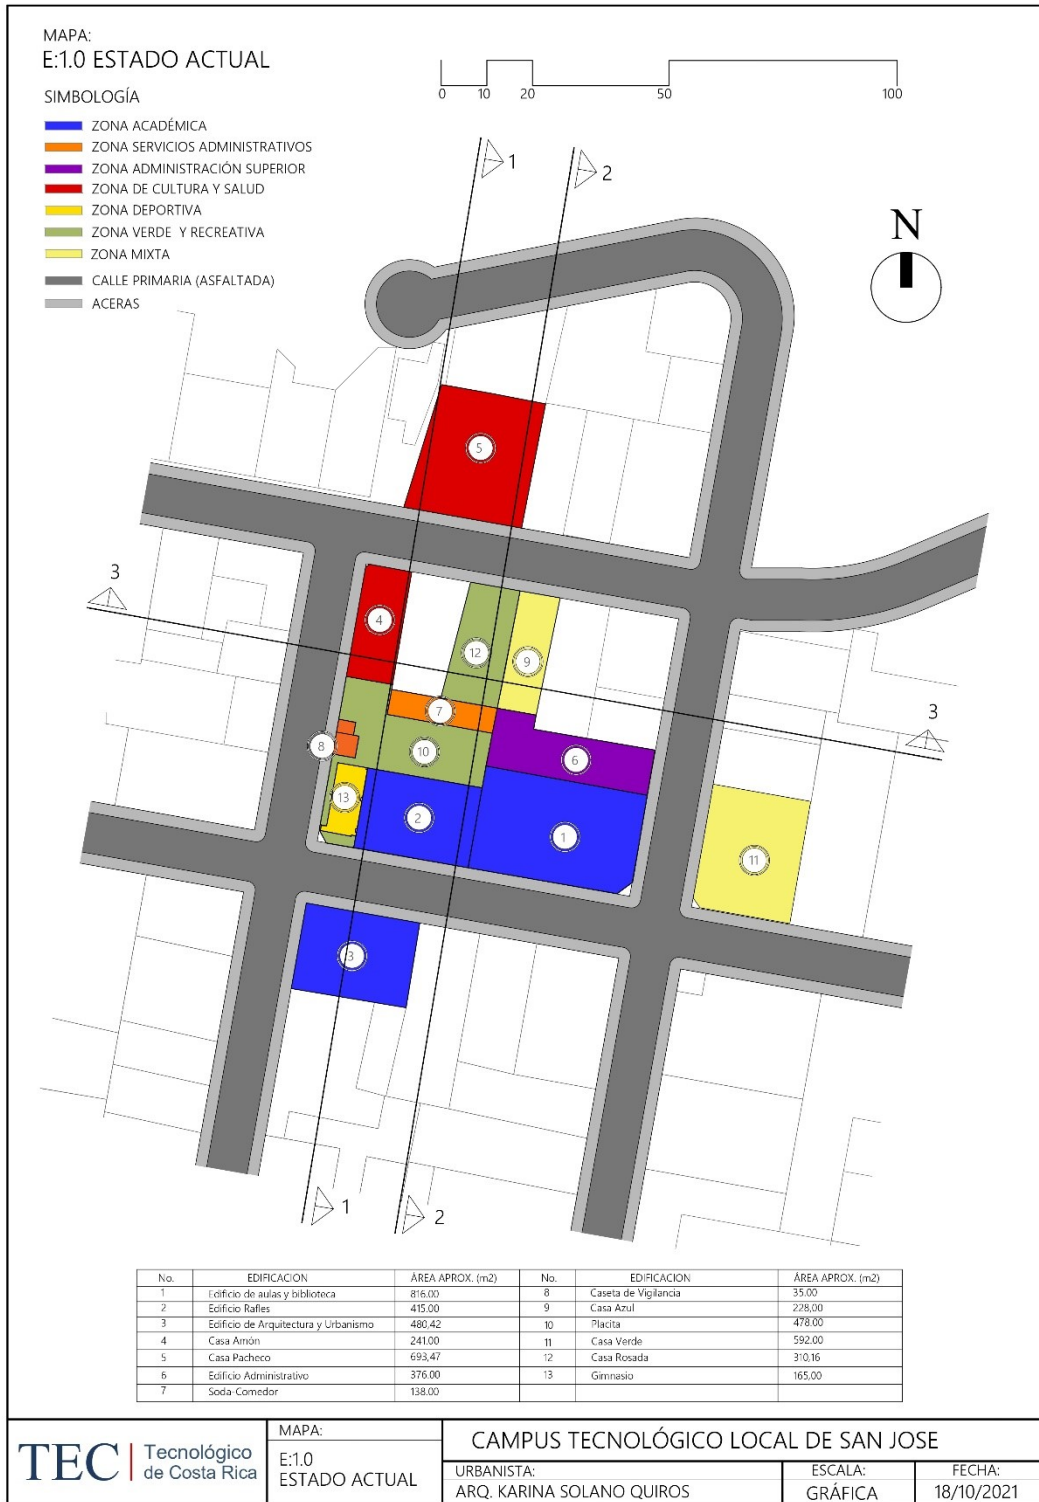 MAPA:
E:1.0 ESTADO ACTUAL
SIMBOLOGÍA
ZONA ACADÉMICA
ZONA SERVICIOS ADMINISTRATIVOS
ZONA ADMINISTRACIÓN SUPERIOR
ZONA DE CULTURA Y SALUD
ZONA DEPORTIVA
ZONA VERDE Y RECREATIVA
ZONA MIXTA
CALLE PRIMARIA (ASFALTADA)
ACERAS
0 10 20 50 100
1
2
N
5
3
4
12
9
7
3
8
10
6
13
2
1
11
3
1
2
No. EDIFICACION ÁREA APROX. (m2) No. EDIFICACION ÁREA APROX. (m2)
1 Edificio de aulas y biblioteca 816.00 8 Caseta de Vigilancia 35.00
2 Edificio Rafles 415.00 9 Casa Azul 228,00
3 Edificio de Arquitectura y Urbanismo 480,42 10 Placita 478.00
4 Casa Amón 241.00 11 Casa Verde 592.00
5 Casa Pacheco 693,47 12 Casa Rosada 310,16
6 Edificio Administrativo 376.00 13 Gimnasio 165,00
7 Soda-Comedor 138.00
TEC | Tecnológico de Costa Rica
MAPA:
E:1.0
ESTADO ACTUAL
CAMPUS TECNOLÓGICO LOCAL DE SAN JOSE
URBANISTA:
ARQ. KARINA SOLANO QUIROS
ESCALA:
GRÁFICA
FECHA:
18/10/2021